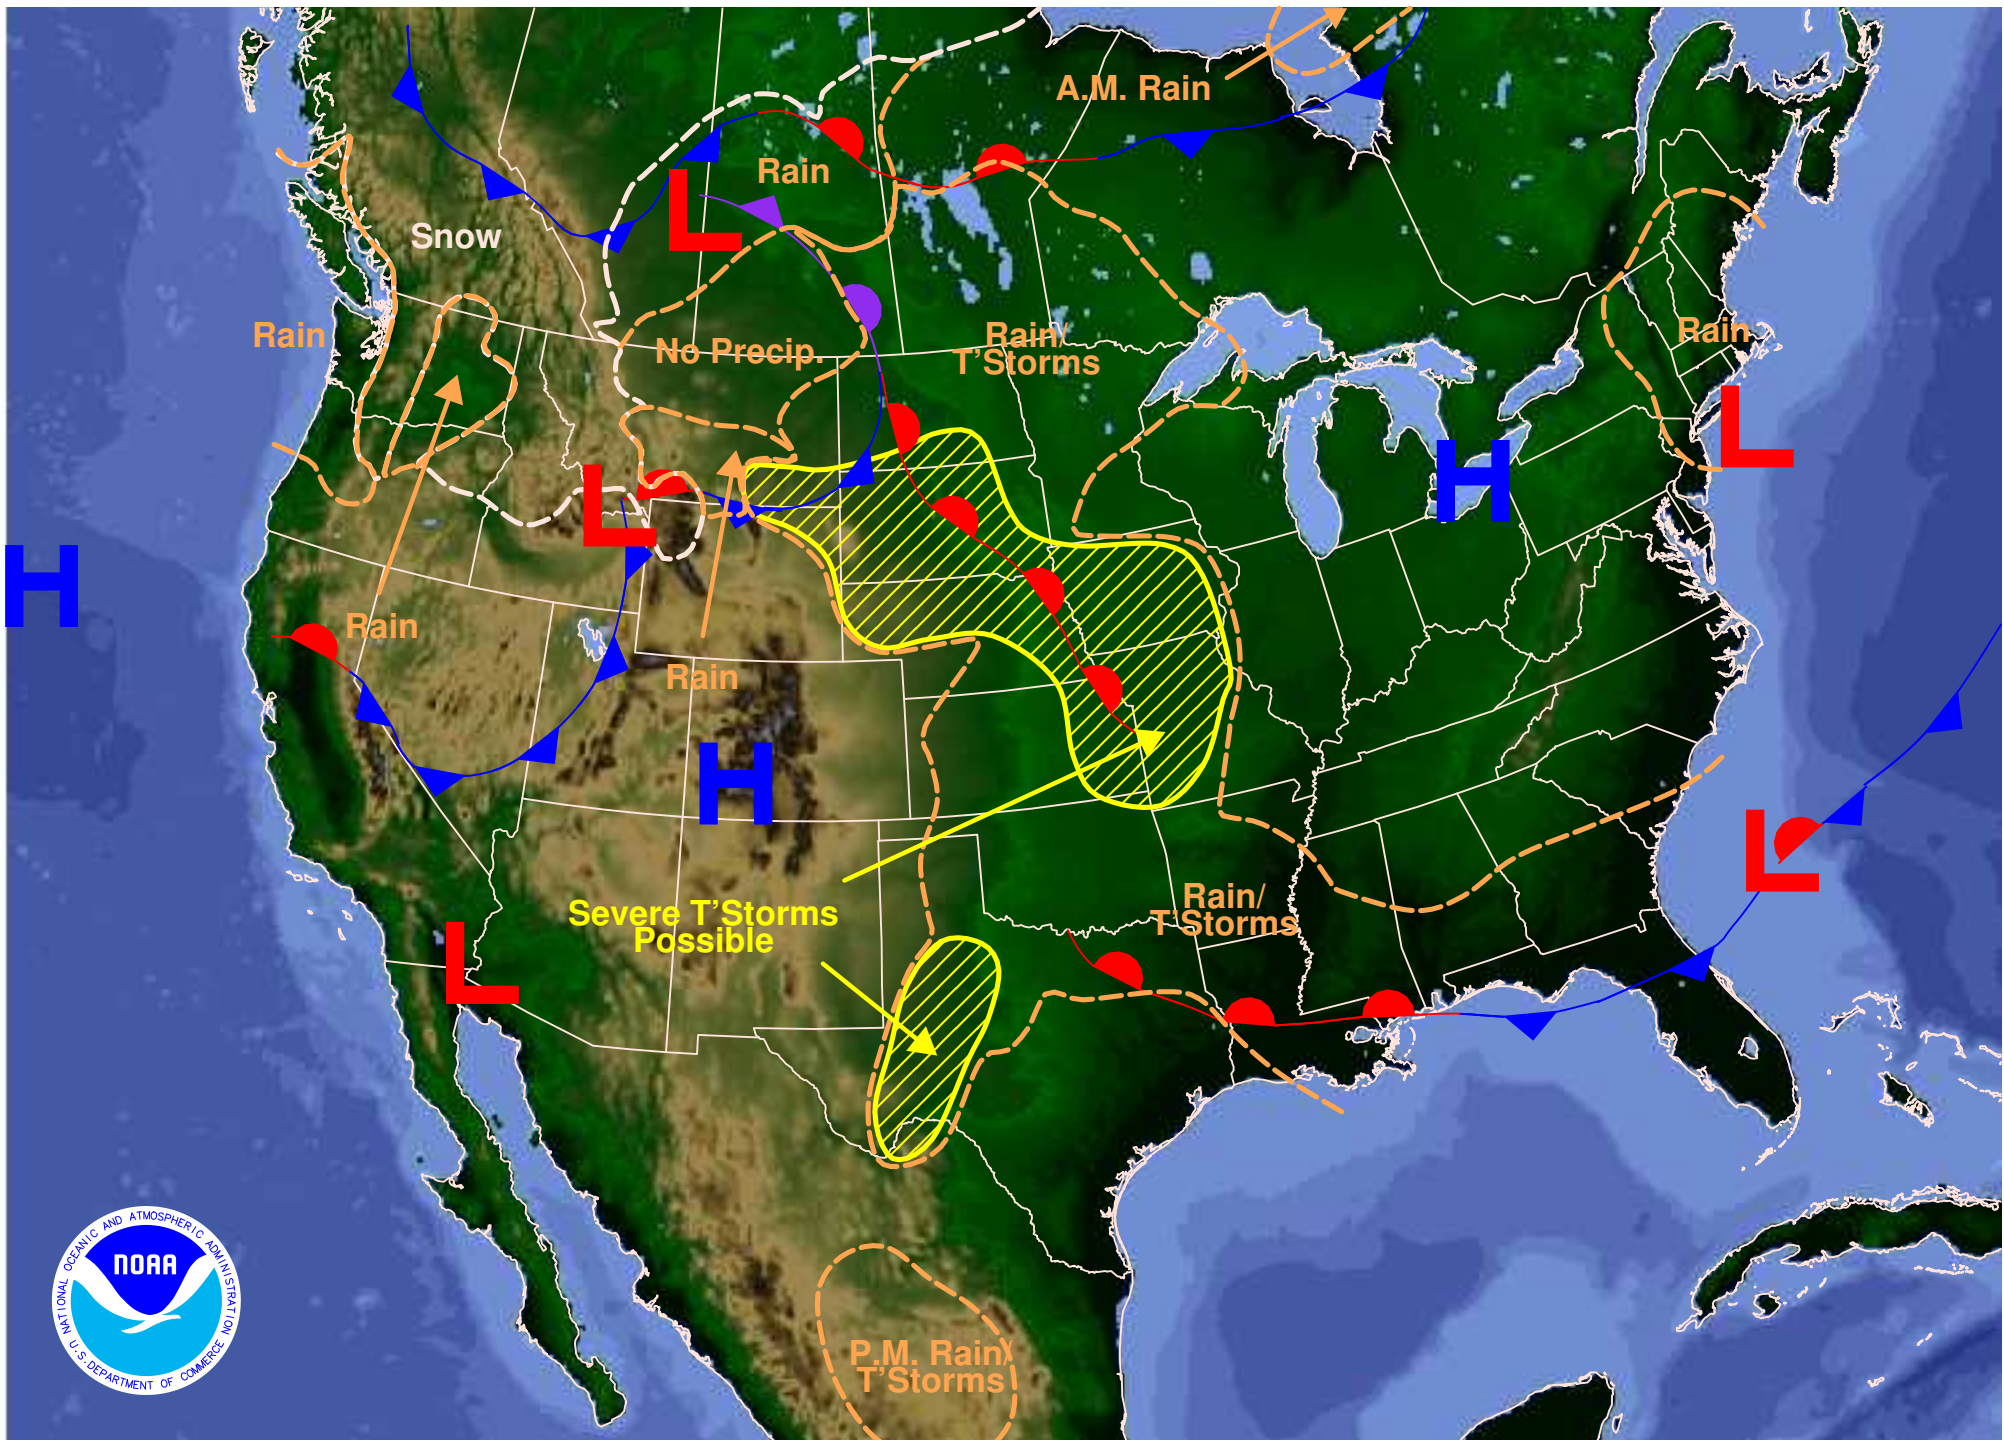 A.M. Rain
Rain
Snow
Rain
No Precip.
Rain/
T'Storms
Rain
L
L
L
H
H
Rain
Rain
H
L
Severe T'Storms
Possible
Rain/
T'Storms
L
P.M. Rain/
T'Storms
NATIONAL OCEANIC AND ATMOSPHERIC ADMINISTRATION
NOAA
U.S. DEPARTMENT OF COMMERCE